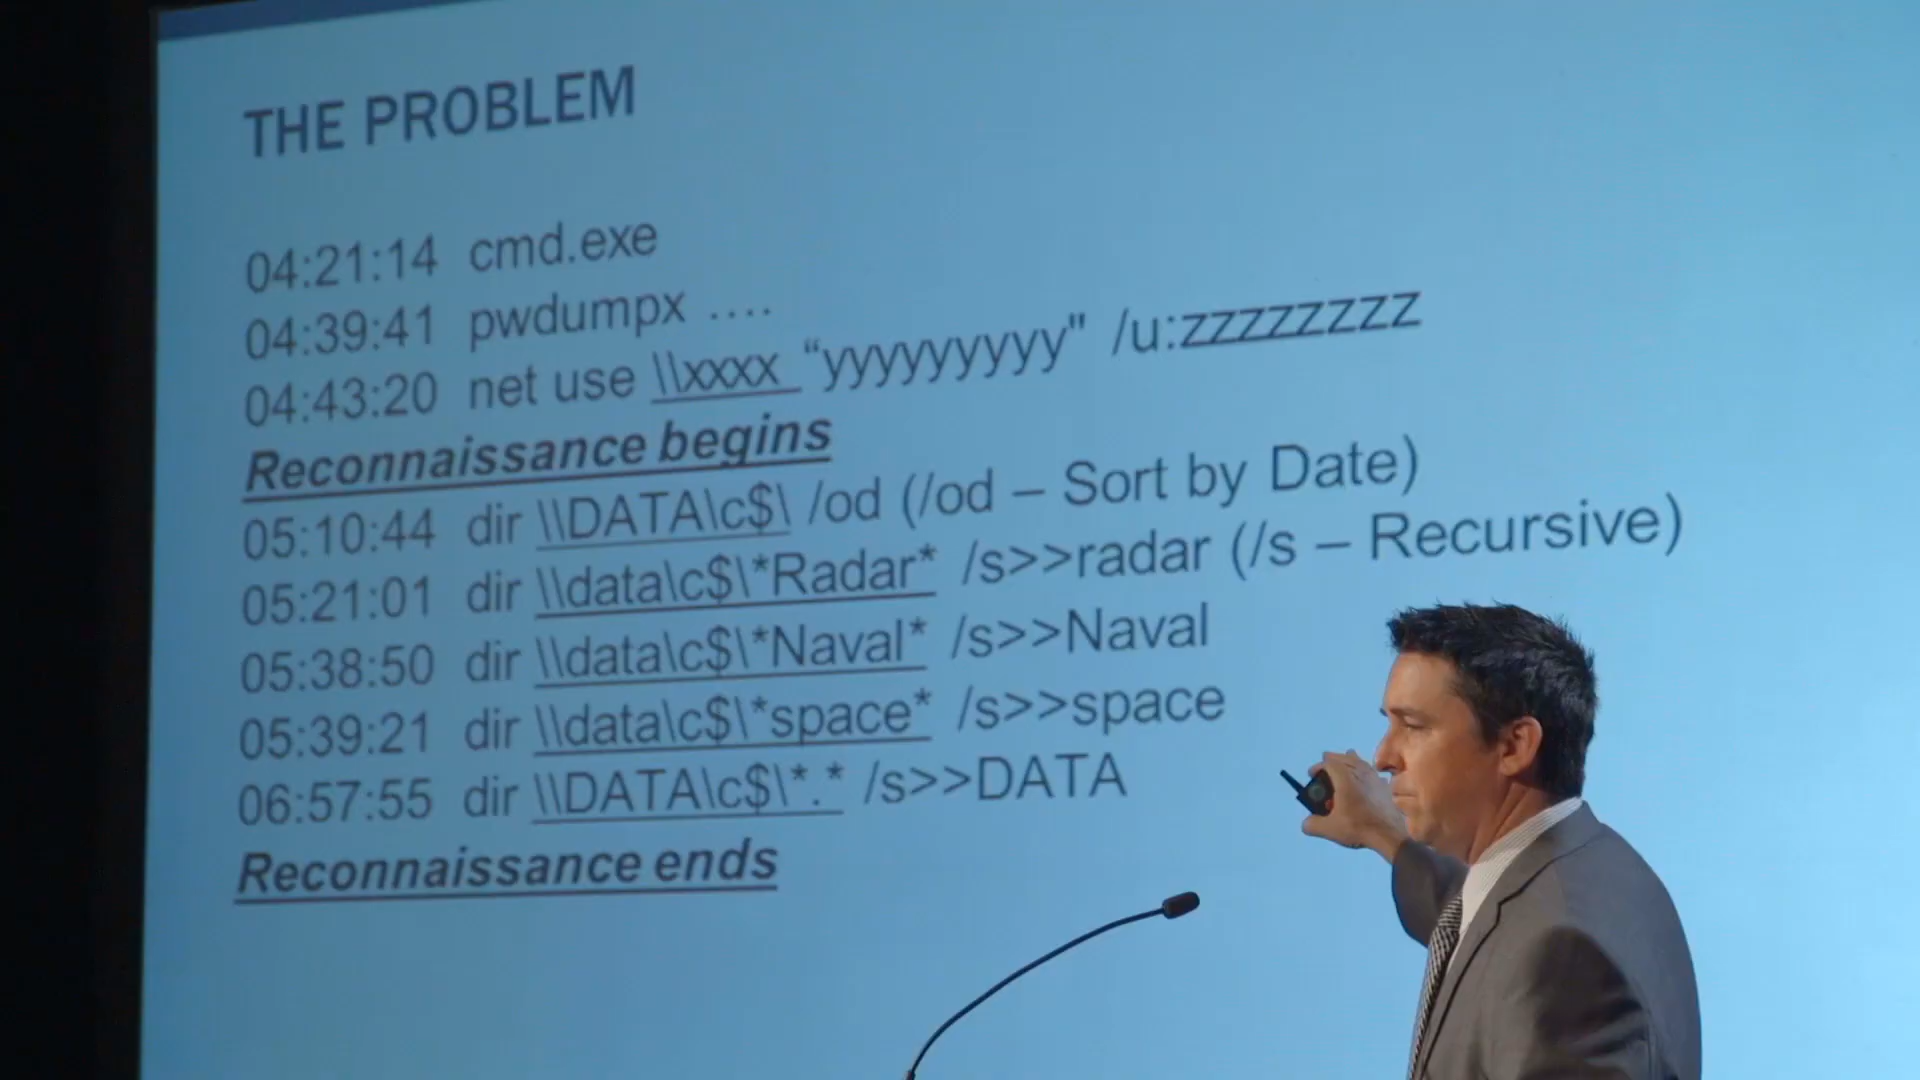 THE PROBLEM
04:21:14 cmd.exe
04:39:41 pwdumpx ....
04:43:20 net use \\xxxx “yyyyyyyyy" /u:zzzzzzzzz
Reconnaissance begins
05:10:44 dir \\DATA\c$\ /od (/od – Sort by Date)
05:21:01 dir \\data\c$\*Radar* /s>>radar (/s – Recursive)
05:38:50 dir \\data\c$\*Naval* /s>>Naval
05:39:21 dir \\data\c$\*space* /s>>space
06:57:55 dir \\DATA\c$\*.* /s>>DATA
Reconnaissance ends